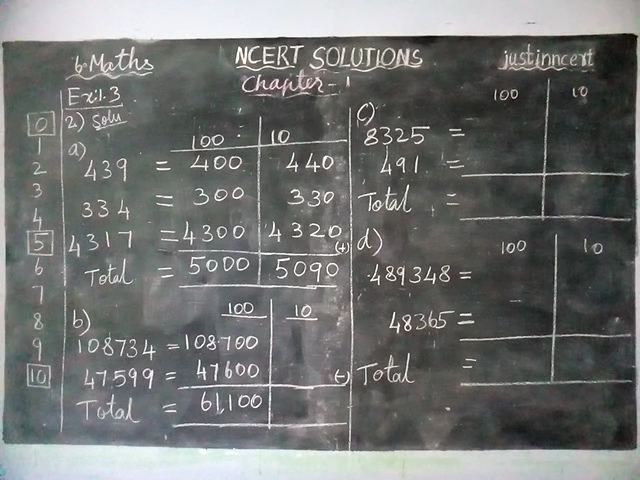 6-Maths NCERT SOLUTIONS justinncert
Chapter - 1
Ex:1.3
2) Solu
0
1
2
3
4
5
6
7
8
9
10
a)
100 10
439 = 400 440
334 = 300 330
4317 = 4300 4320 (+)
Total = 5000 5090
b)
100 10
108734 = 108700
47599 = 47600 (-)
Total = 61,100
c)
100 10
8325 =
491 =
Total =
d)
100 10
489348 =
48365 =
Total =